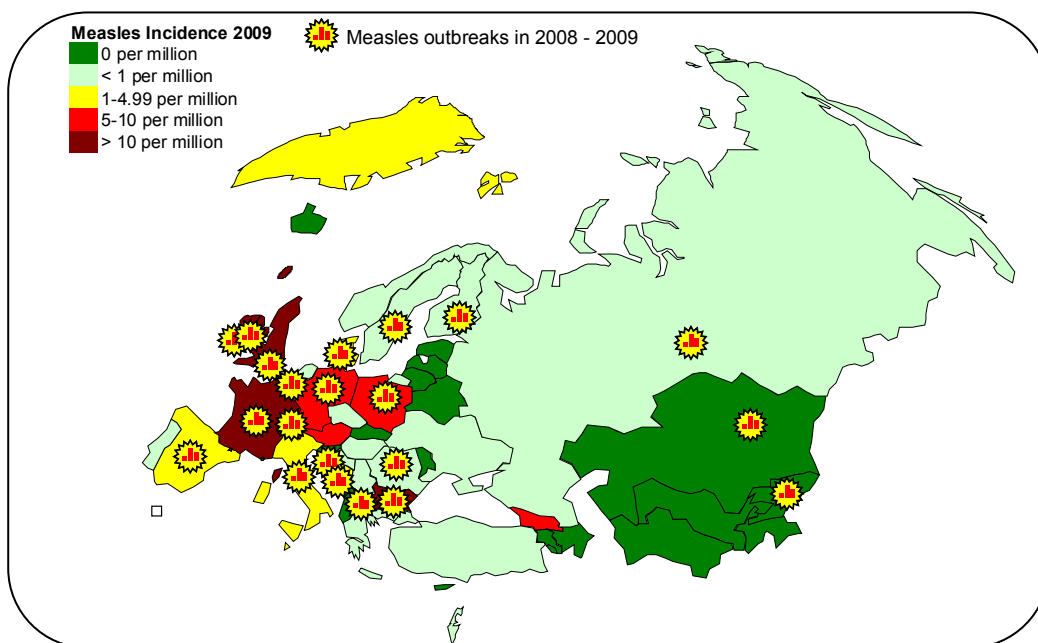 Measles Incidence 2009
0 per million
< 1 per million
1-4.99 per million
5-10 per million
> 10 per million
Measles outbreaks in 2008 - 2009